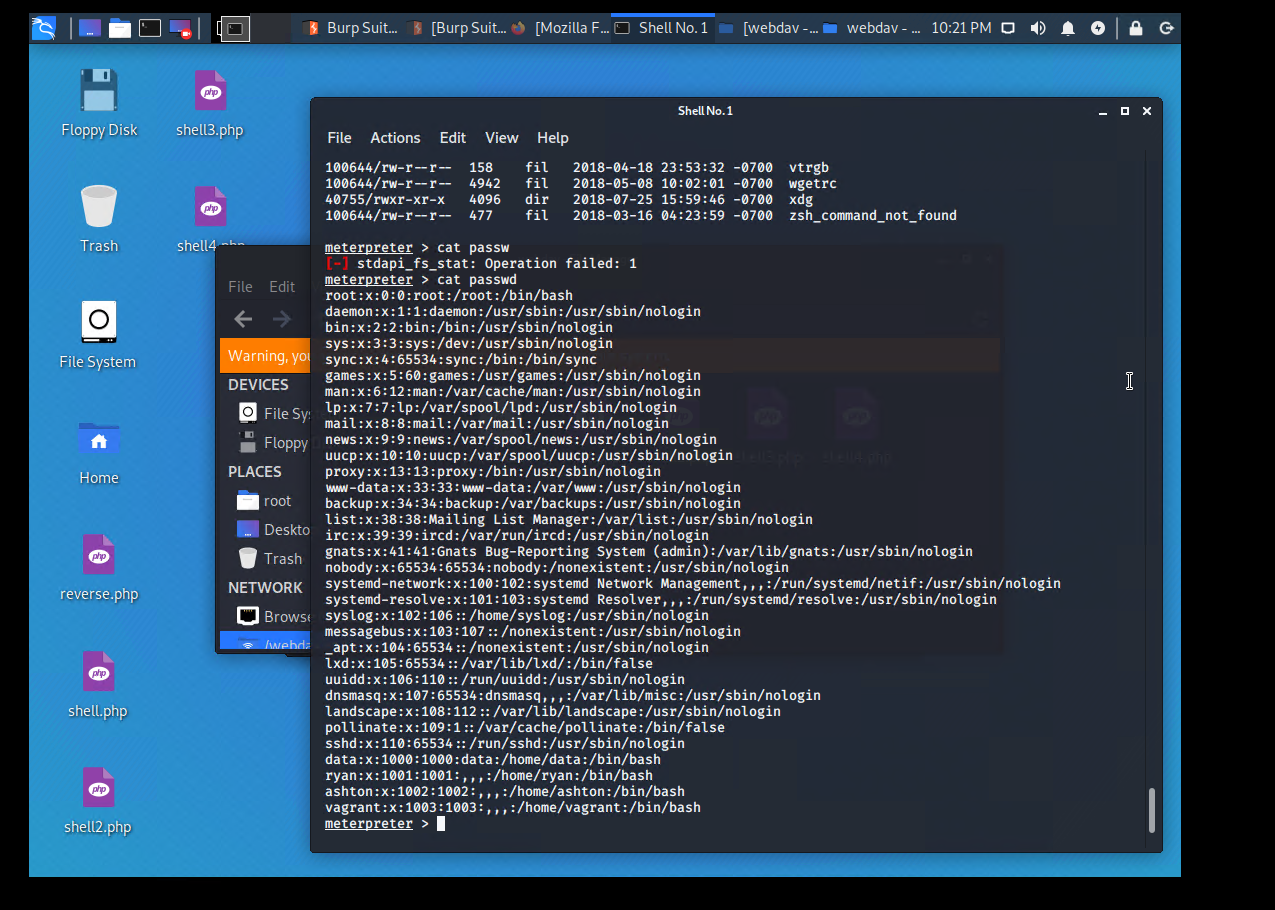 Burp Suit... [Burp Suit... [Mozilla F... Shell No. 1 [webdav -... webdav - ... 10:21 PM
Floppy Disk
shell3.php
Trash
shell4.php
File System
Home
reverse.php
shell.php
shell2.php
File Edit
Warning, you
DEVICES
File Sys
Floppy
PLACES
root
Deskto
Trash
NETWORK
Browse
/webda
Shell No. 1
File Actions Edit View Help
100644/rw-r--r-- 158 fil 2018-04-18 23:53:32 -0700 vtrgb
100644/rw-r--r-- 4942 fil 2018-05-08 10:02:01 -0700 wgetrc
40755/rwxr-xr-x 4096 dir 2018-07-25 15:59:46 -0700 xdg
100644/rw-r--r-- 477 fil 2018-03-16 04:23:59 -0700 zsh_command_not_found
meterpreter > cat passw
[-] stdapi_fs_stat: Operation failed: 1
meterpreter > cat passwd
root:x:0:0:root:/root:/bin/bash
daemon:x:1:1:daemon:/usr/sbin:/usr/sbin/nologin
bin:x:2:2:bin:/bin:/usr/sbin/nologin
sys:x:3:3:sys:/dev:/usr/sbin/nologin
sync:x:4:65534:sync:/bin:/bin/sync
games:x:5:60:games:/usr/games:/usr/sbin/nologin
man:x:6:12:man:/var/cache/man:/usr/sbin/nologin
lp:x:7:7:lp:/var/spool/lpd:/usr/sbin/nologin
mail:x:8:8:mail:/var/mail:/usr/sbin/nologin
news:x:9:9:news:/var/spool/news:/usr/sbin/nologin
uucp:x:10:10:uucp:/var/spool/uucp:/usr/sbin/nologin
proxy:x:13:13:proxy:/bin:/usr/sbin/nologin
www-data:x:33:33:www-data:/var/www:/usr/sbin/nologin
backup:x:34:34:backup:/var/backups:/usr/sbin/nologin
list:x:38:38:Mailing List Manager:/var/list:/usr/sbin/nologin
irc:x:39:39:ircd:/var/run/ircd:/usr/sbin/nologin
gnats:x:41:41:Gnats Bug-Reporting System (admin):/var/lib/gnats:/usr/sbin/nologin
nobody:x:65534:65534:nobody:/nonexistent:/usr/sbin/nologin
systemd-network:x:100:102:systemd Network Management,,,:/run/systemd/netif:/usr/sbin/nologin
systemd-resolve:x:101:103:systemd Resolver,,,:/run/systemd/resolve:/usr/sbin/nologin
syslog:x:102:106::/home/syslog:/usr/sbin/nologin
messagebus:x:103:107::/nonexistent:/usr/sbin/nologin
_apt:x:104:65534::/nonexistent:/usr/sbin/nologin
lxd:x:105:65534::/var/lib/lxd/:/bin/false
uuidd:x:106:110::/run/uuidd:/usr/sbin/nologin
dnsmasq:x:107:65534:dnsmasq,,,:/var/lib/misc:/usr/sbin/nologin
landscape:x:108:112::/var/lib/landscape:/usr/sbin/nologin
pollinate:x:109:1::/var/cache/pollinate:/bin/false
sshd:x:110:65534::/run/sshd:/usr/sbin/nologin
data:x:1000:1000:data:/home/data:/bin/bash
ryan:x:1001:1001:,,,:/home/ryan:/bin/bash
ashton:x:1002:1002:,,,:/home/ashton:/bin/bash
vagrant:x:1003:1003:,,,:/home/vagrant:/bin/bash
meterpreter >